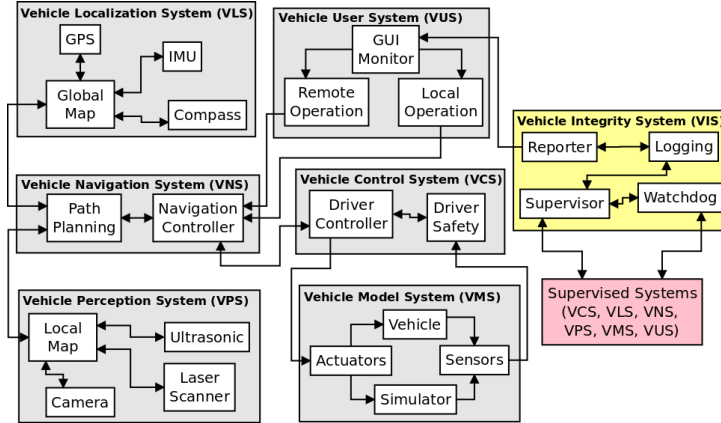 Vehicle Localization System (VLS)
GPS
IMU
Global
Map
Compass
Vehicle User System (VUS)
GUI
Monitor
Remote
Operation
Local
Operation
Vehicle Integrity System (VIS)
Reporter
Logging
Supervisor
Watchdog
Vehicle Navigation System (VNS)
Path
Planning
Navigation
Controller
Vehicle Control System (VCS)
Driver
Controller
Driver
Safety
Supervised Systems
(VCS, VLS, VNS,
VPS, VMS, VUS)
Vehicle Perception System (VPS)
Local
Map
Ultrasonic
Laser
Scanner
Camera
Vehicle Model System (VMS)
Vehicle
Actuators
Sensors
Simulator